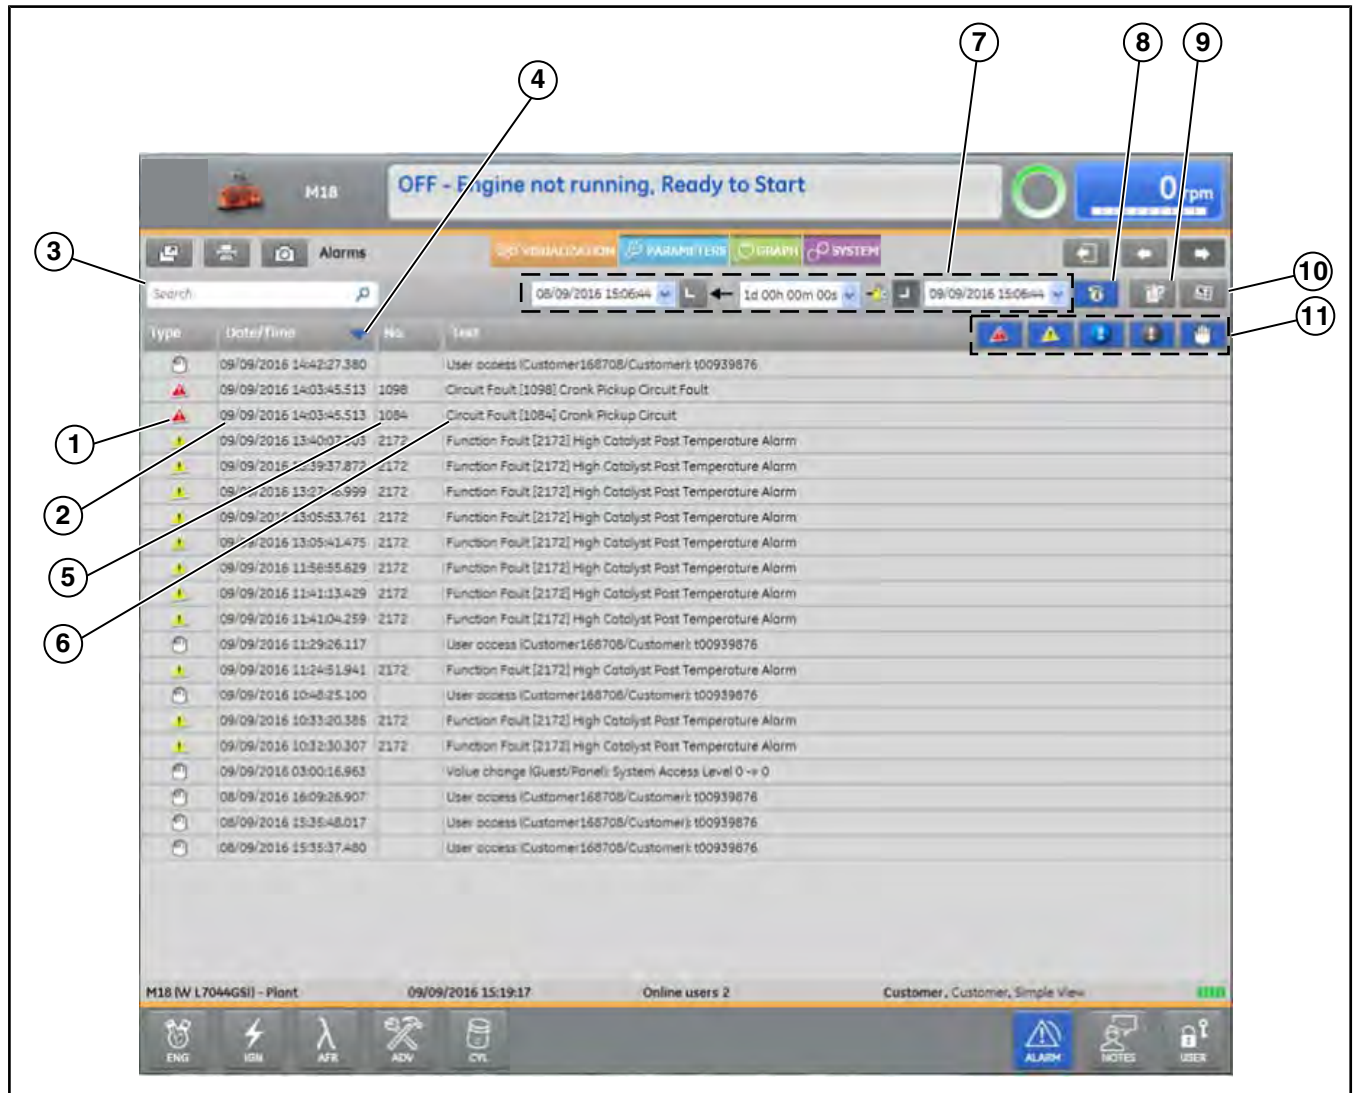 7 8 9
4
M18 OFF - Engine not running, Ready to Start 0 rpm
3 Alarms VISUALIZATION PARAMETERS GRAPH SYSTEM
10
Search 08/09/2016 15:06:44 1d 00h 00m 00s 09/09/2016 15:06:44
11
Type Date/Time No. Text
09/09/2016 14:42:27.380 User access (Customer168708/Customer): t00939876
09/09/2016 14:03:45.513 1098 Circuit Fault [1098] Crank Pickup Circuit Fault
09/09/2016 14:03:45.513 1084 Circuit Fault [1084] Crank Pickup Circuit
1
09/09/2016 2172 Function Fault [2172] High Catalyst Post Temperature Alarm
09/09/2016 2172 Function Fault [2172] High Catalyst Post Temperature Alarm
2172 Function Fault [2172] High Catalyst Post Temperature Alarm
2
13:05:53.761 2172 Function Fault [2172] High Catalyst Post Temperature Alarm
13:05:41.475 2172 Function Fault [2172] High Catalyst Post Temperature Alarm
5
09/09/2016 11:56:55.629 2172 Function Fault [2172] High Catalyst Post Temperature Alarm
09/09/2016 11:41:13.429 2172 Function Fault [2172] High Catalyst Post Temperature Alarm
09/09/2016 11:41:04.259 2172 Function Fault [2172] High Catalyst Post Temperature Alarm
6
09/09/2016 11:29:26.117 User access (Customer168708/Customer): t00939876
09/09/2016 11:24:51.941 2172 Function Fault [2172] High Catalyst Post Temperature Alarm
09/09/2016 10:48:25.100 User access (Customer168708/Customer): t00939876
09/09/2016 10:33:20.385 2172 Function Fault [2172] High Catalyst Post Temperature Alarm
09/09/2016 10:32:30.307 2172 Function Fault [2172] High Catalyst Post Temperature Alarm
09/09/2016 03:00:16.963 Value change (Guest/Panel): System Access Level 0 -> 0
08/09/2016 16:09:26.907 User access (Customer168708/Customer): t00939876
08/09/2016 15:35:48.017 User access (Customer168708/Customer): t00939876
08/09/2016 15:35:37.480 User access (Customer168708/Customer): t00939876
M18 (W L7044GSI) - Plant 09/09/2016 15:19:17 Online users 2 Customer, Customer, Simple View
ENG IGN λ AFR ADV CYL ALARM NOTES USER